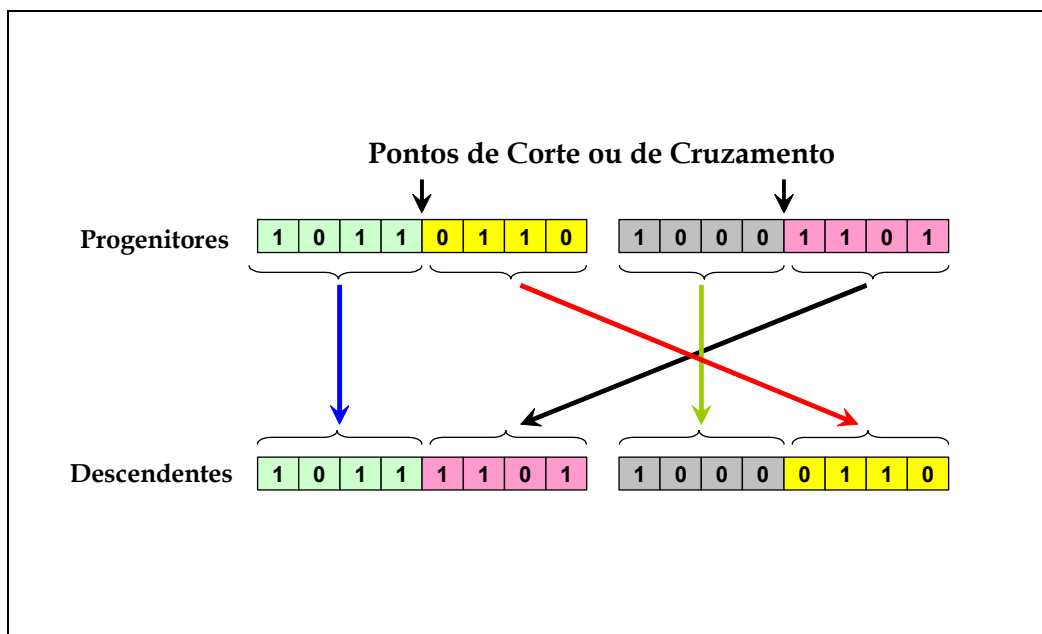 Pontos de Corte ou de Cruzamento
Progenitores 1 0 1 1 0 1 1 0 1 0 0 0 1 1 0 1
Descendentes 1 0 1 1 1 1 0 1 1 0 0 0 0 1 1 0